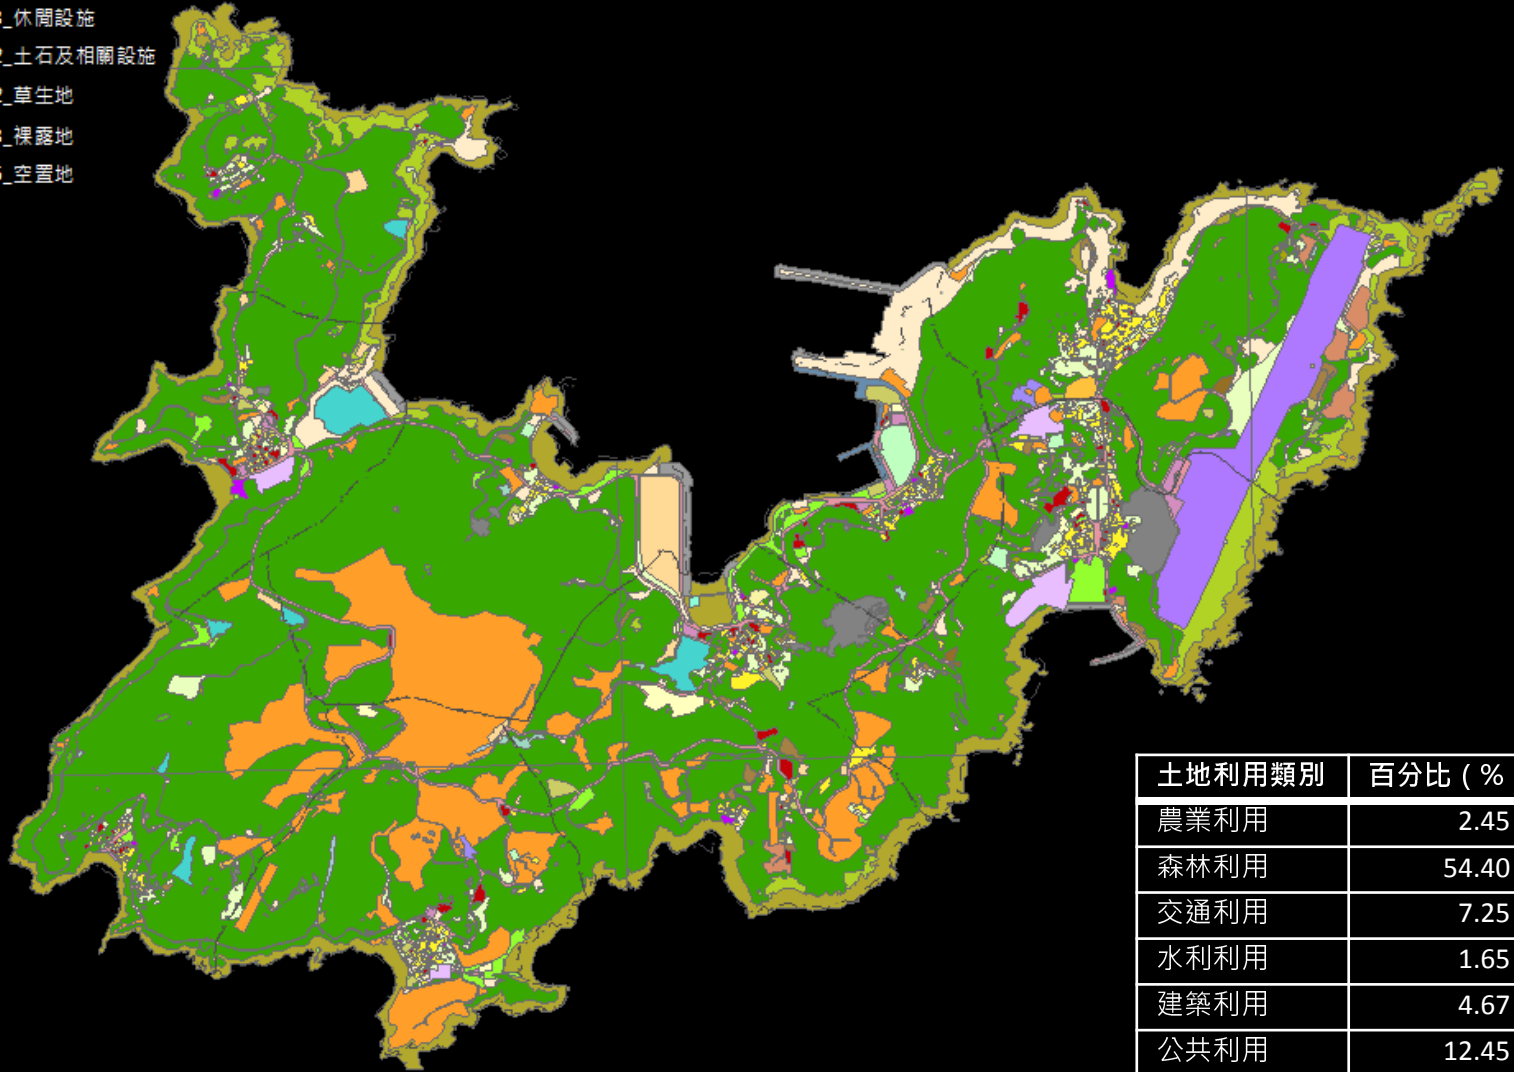 _休閒設施
_土石及相關設施
_草生地
_裸露地
_空置地
土地利用類別 百分比 ( %
農業利用 2.45
森林利用 54.40
交通利用 7.25
水利利用 1.65
建築利用 4.67
公共利用 12.45